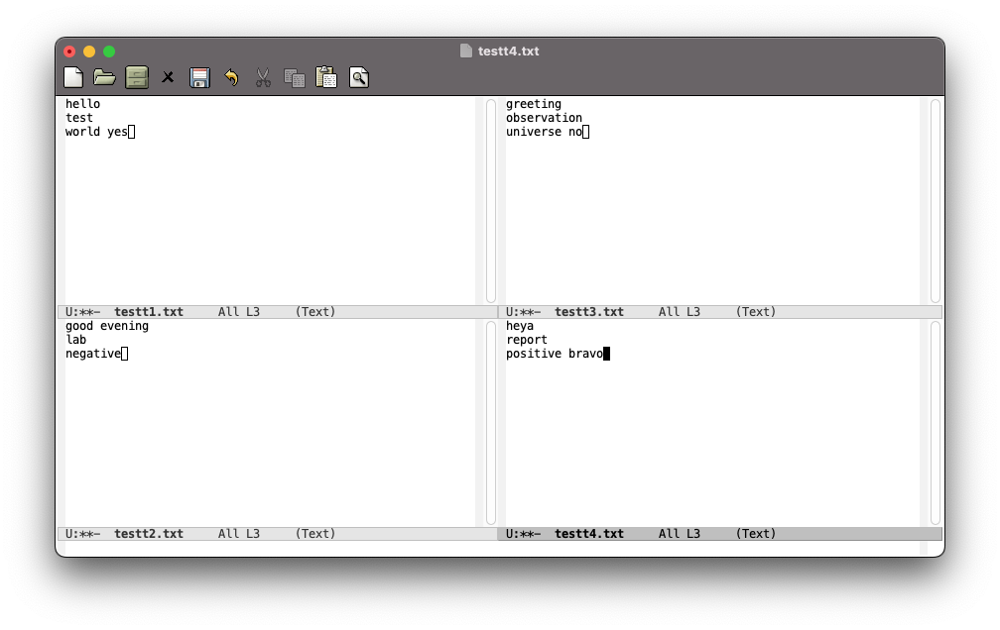 testt4.txt
hello
test
world yes
U:**-  testt1.txt     All L3     (Text)
greeting
observation
universe no
U:**-  testt3.txt     All L3     (Text)
good evening
lab
negative
U:**-  testt2.txt     All L3     (Text)
heya
report
positive bravo
U:**-  testt4.txt     All L3     (Text)